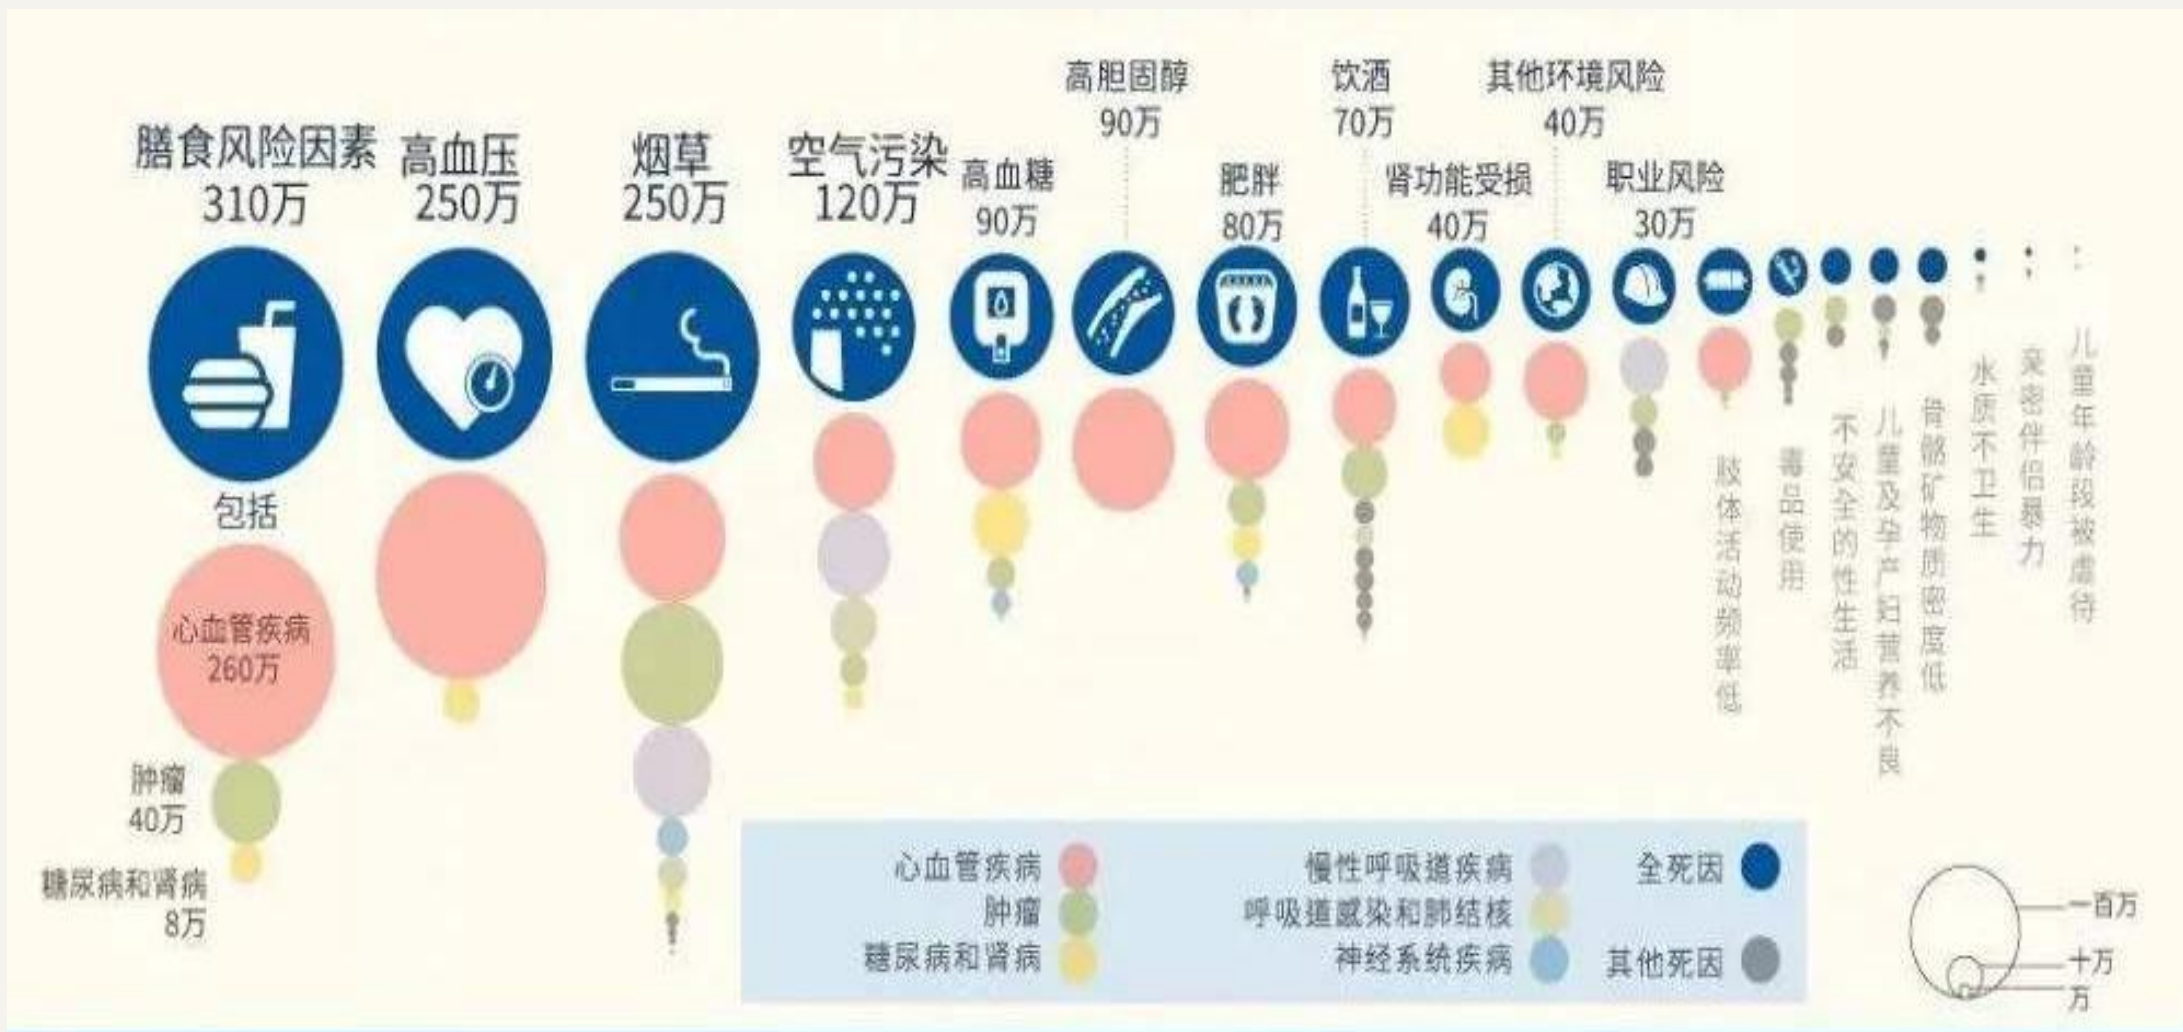 膳食风险因素
310万
高血压
250万
烟草
250万
空气污染
120万
高血糖
90万
高胆固醇
90万
肥胖
80万
饮酒
70万
肾功能受损
40万
其他环境风险
40万
职业风险
30万
肢体活动频率低
毒品使用
不安全的性生活
儿童及孕产妇营养不良
骨骼矿物质密度低
水质不卫生
亲密伴侣暴力
儿童年龄段被虐待
包括
心血管疾病
260万
肿瘤
40万
糖尿病和肾病
8万
心血管疾病
肿瘤
糖尿病和肾病
慢性呼吸道疾病
呼吸道感染和肺结核
神经系统疾病
全死因
其他死因
一百万
十万
万